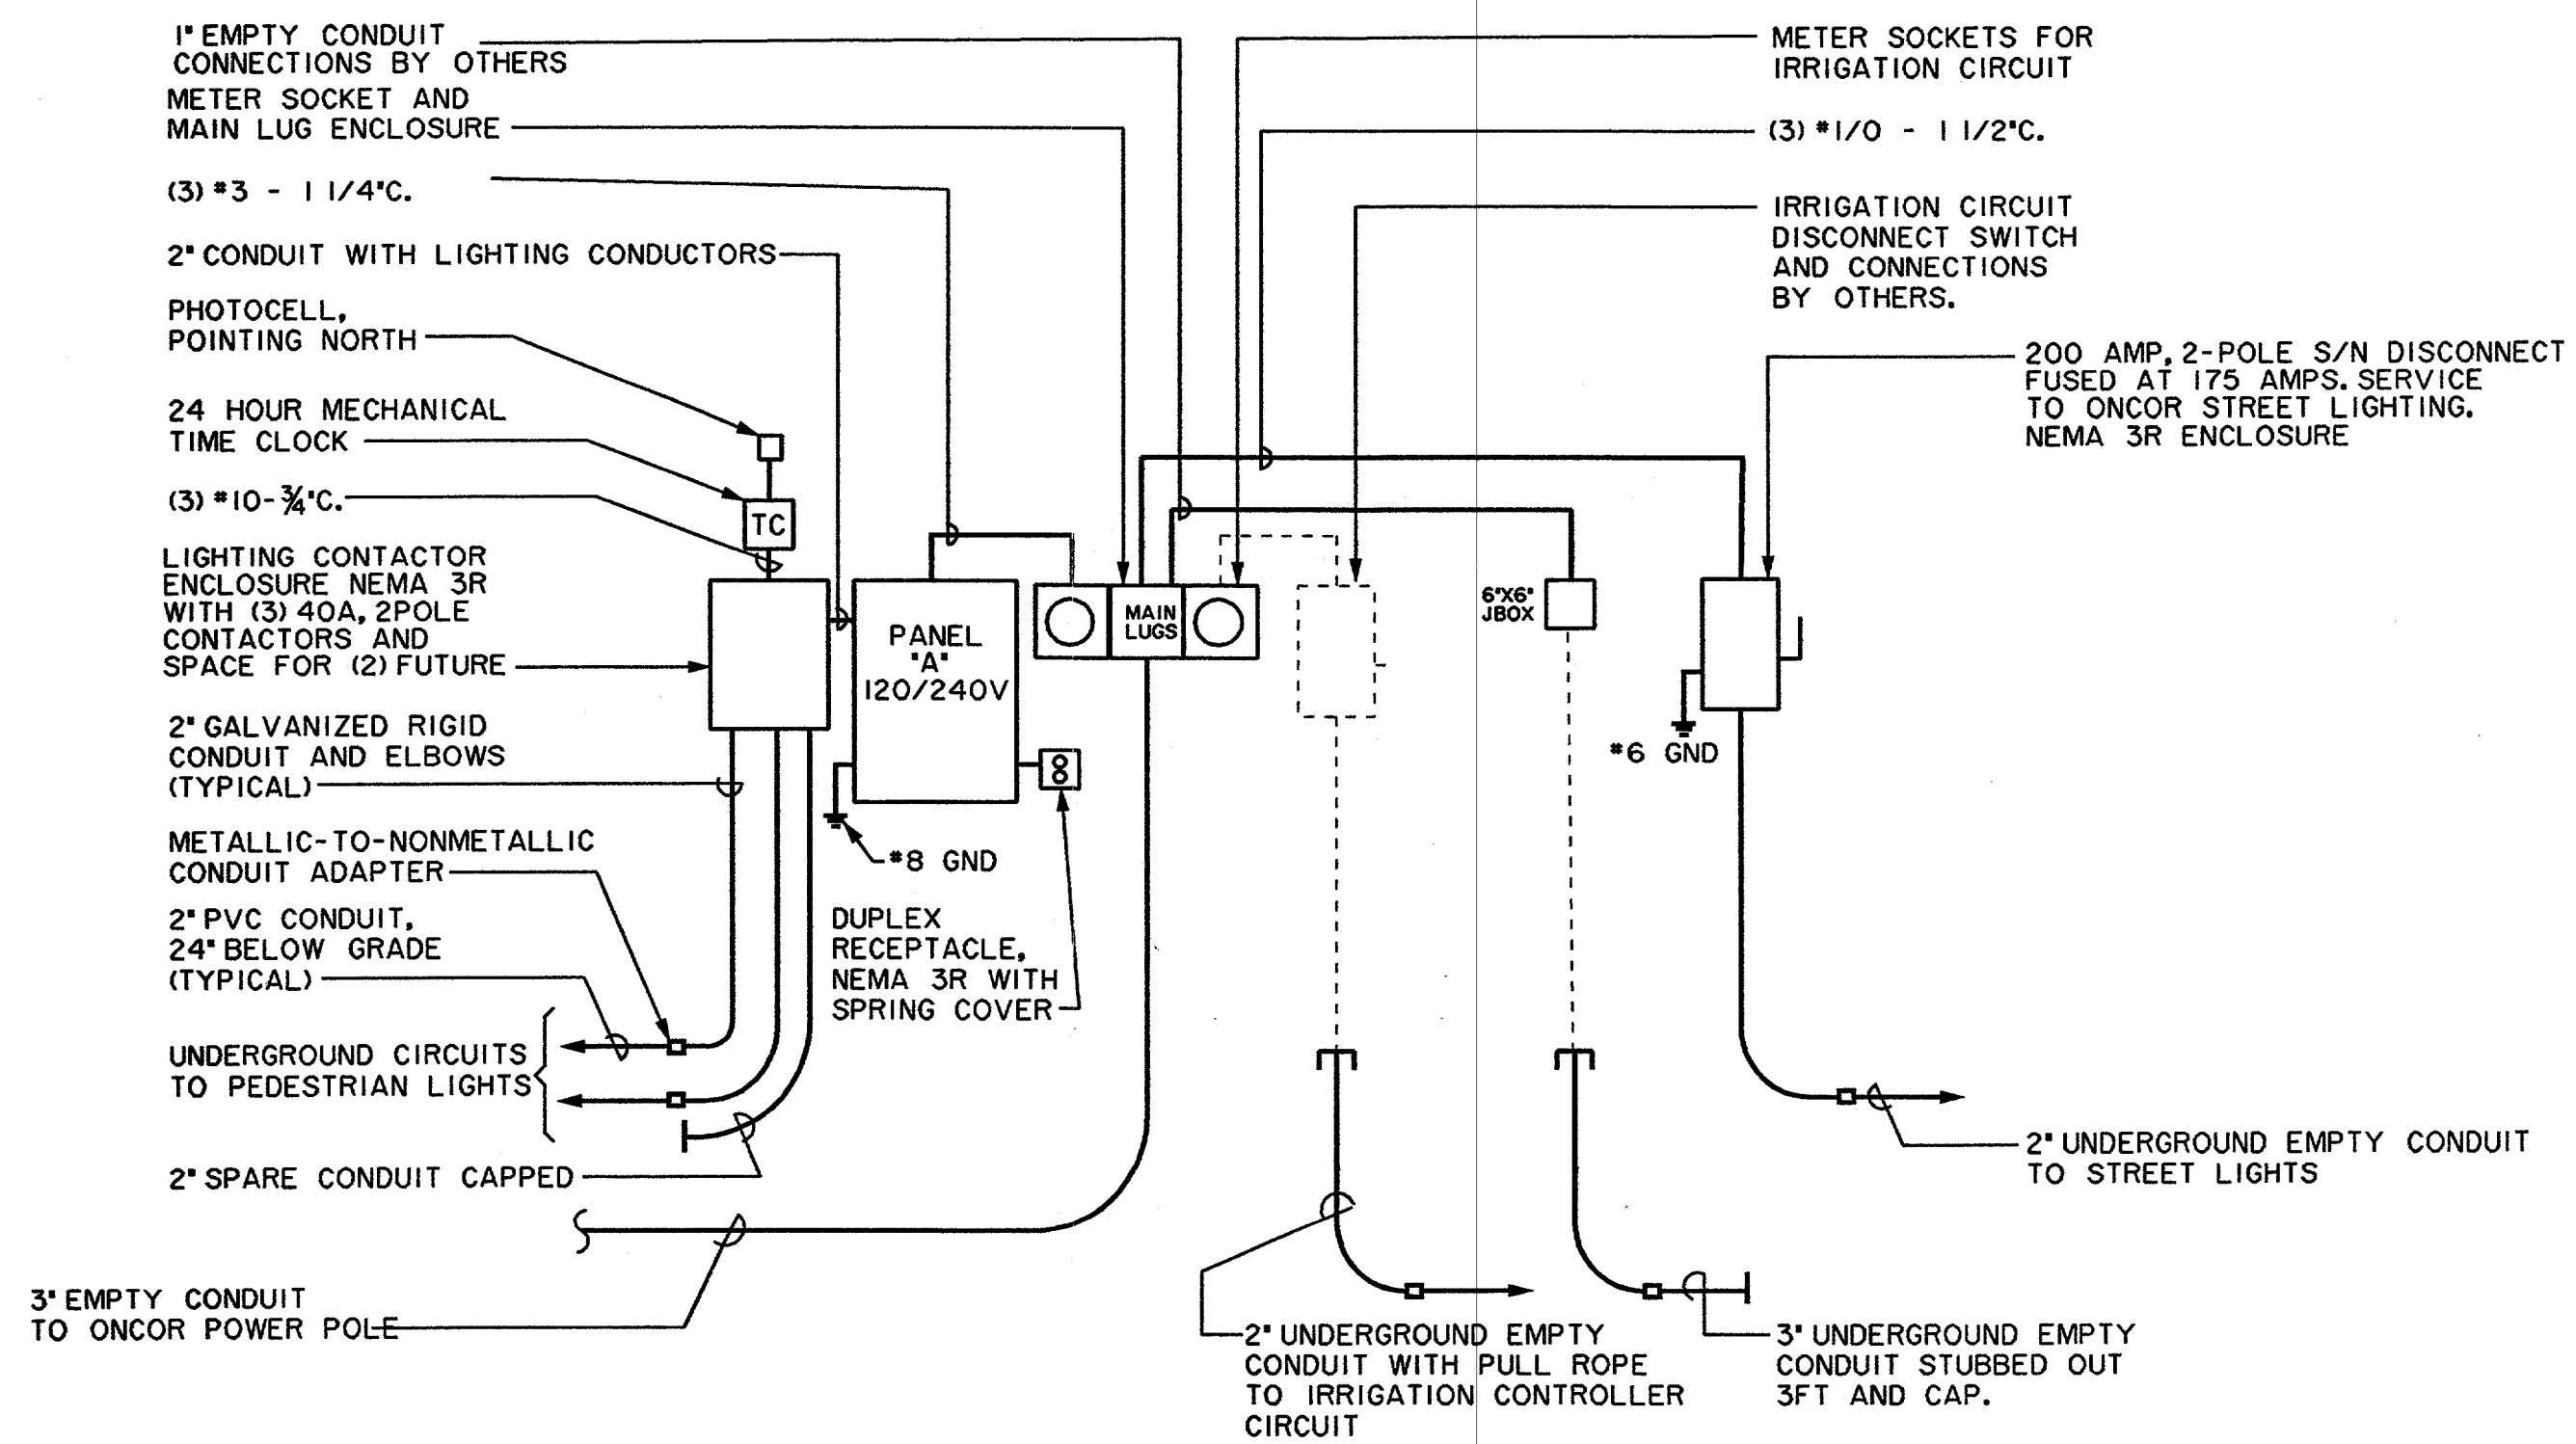 1" EMPTY CONDUIT
CONNECTIONS BY OTHERS
METER SOCKET AND
MAIN LUG ENCLOSURE
(3) #3 - 1 1/4"C.
2" CONDUIT WITH LIGHTING CONDUCTORS
PHOTOCELL,
POINTING NORTH
24 HOUR MECHANICAL
TIME CLOCK
(3) #10-3/4"C.
LIGHTING CONTACTOR
ENCLOSURE NEMA 3R
WITH (3) 40A, 2POLE
CONTACTORS AND
SPACE FOR (2) FUTURE
2" GALVANIZED RIGID
CONDUIT AND ELBOWS
(TYPICAL)
METALLIC-TO-NONMETALLIC
CONDUIT ADAPTER
2" PVC CONDUIT,
24" BELOW GRADE
(TYPICAL)
UNDERGROUND CIRCUITS
TO PEDESTRIAN LIGHTS
2" SPARE CONDUIT CAPPED
3" EMPTY CONDUIT
TO ONCOR POWER POLE
TC
PANEL
"A"
120/240V
#8 GND
DUPLEX
RECEPTACLE,
NEMA 3R WITH
SPRING COVER
MAIN
LUGS
METER SOCKETS FOR
IRRIGATION CIRCUIT
(3) #1/0 - 1 1/2"C.
IRRIGATION CIRCUIT
DISCONNECT SWITCH
AND CONNECTIONS
BY OTHERS.
200 AMP, 2-POLE S/N DISCONNECT
FUSED AT 175 AMPS. SERVICE
TO ONCOR STREET LIGHTING.
NEMA 3R ENCLOSURE
6"X6"
JBOX
#6 GND
2" UNDERGROUND EMPTY CONDUIT
TO STREET LIGHTS
2" UNDERGROUND EMPTY
CONDUIT WITH PULL ROPE
TO IRRIGATION CONTROLLER
CIRCUIT
3" UNDERGROUND EMPTY
CONDUIT STUBBED OUT
3FT AND CAP.